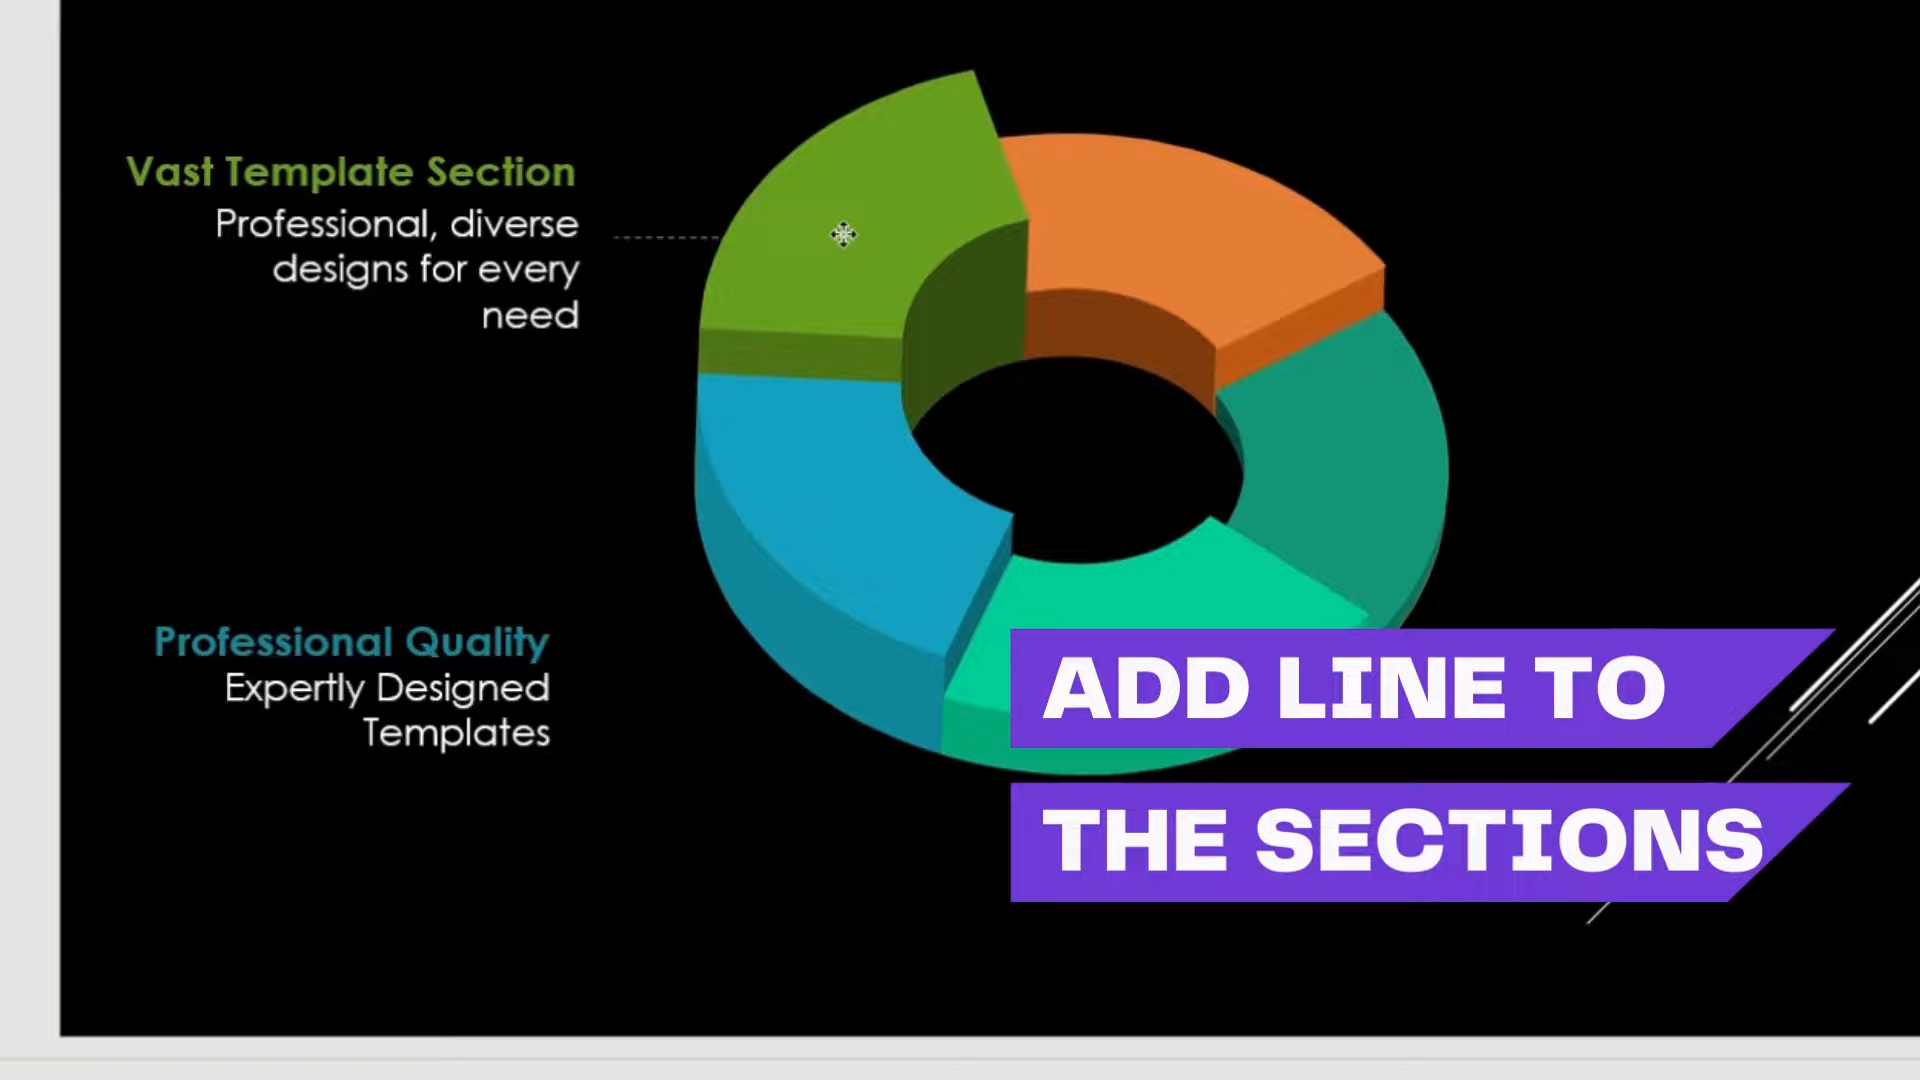 Vast Template Section
Professional, diverse
designs for every
need
Professional Quality
Expertly Designed
Templates
ADD LINE TO
THE SECTIONS